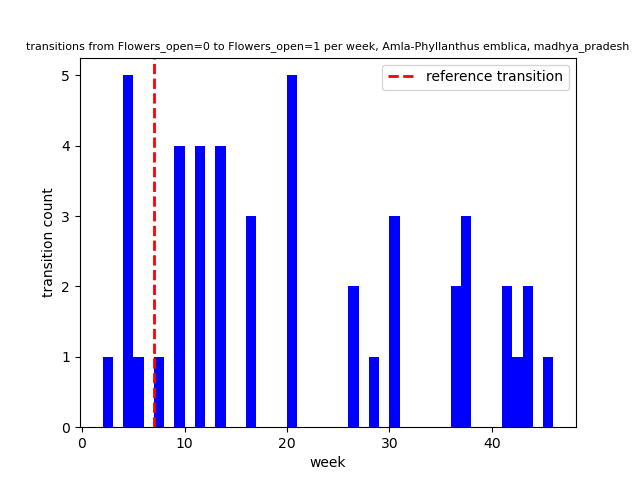 transitions from Flowers_open=0 to Flowers_open=1 per week, Amla-Phyllanthus emblica, madhya_pradesh
reference transition
transition count
5
4
3
2
1
0
0 10 20 30 40
week